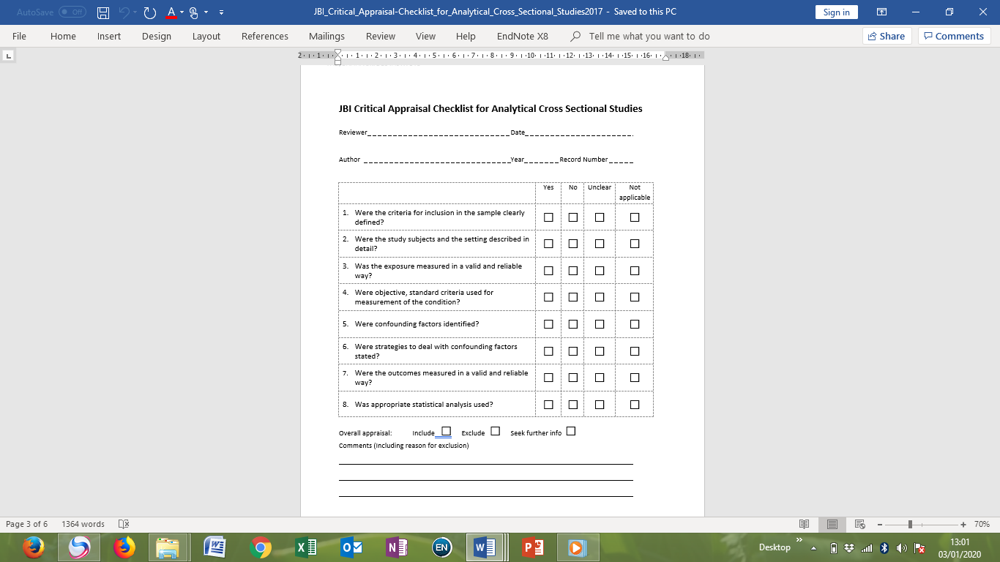 AutoSave Off
JBI_Critical_Appraisal-Checklist_for_Analytical_Cross_Sectional_Studies2017 - Saved to this PC
Sign in
File Home Insert Design Layout References Mailings Review View Help EndNote X8 Tell me what you want to do
Share Comments
2 1 1 2 3 4 5 6 7 8 9 10 11 12 13 14 15 16 18
JBI Critical Appraisal Checklist for Analytical Cross Sectional Studies
Reviewer Date
Author Year Record Number
Yes No Unclear Not
applicable
1. Were the criteria for inclusion in the sample clearly
defined?
2. Were the study subjects and the setting described in
detail?
3. Was the exposure measured in a valid and reliable
way?
4. Were objective, standard criteria used for
measurement of the condition?
5. Were confounding factors identified?
6. Were strategies to deal with confounding factors
stated?
7. Were the outcomes measured in a valid and reliable
way?
8. Was appropriate statistical analysis used?
Overall appraisal: Include Exclude Seek further info
Comments (Including reason for exclusion)
Page 3 of 6 1364 words
70%
EN
Desktop
13:01
03/01/2020